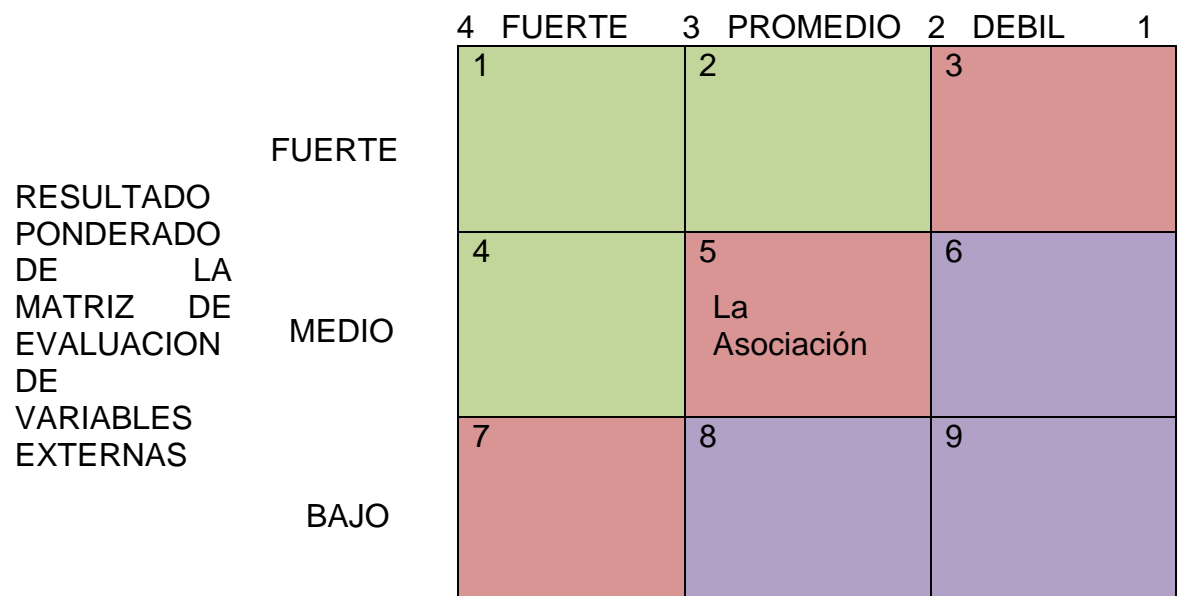 4 FUERTE 3 PROMEDIO 2 DEBIL 1
1 2 3
FUERTE
RESULTADO
PONDERADO
DE LA
MATRIZ DE
EVALUACION
DE
VARIABLES
EXTERNAS
4 5 6
La
Asociación
MEDIO
7 8 9
BAJO